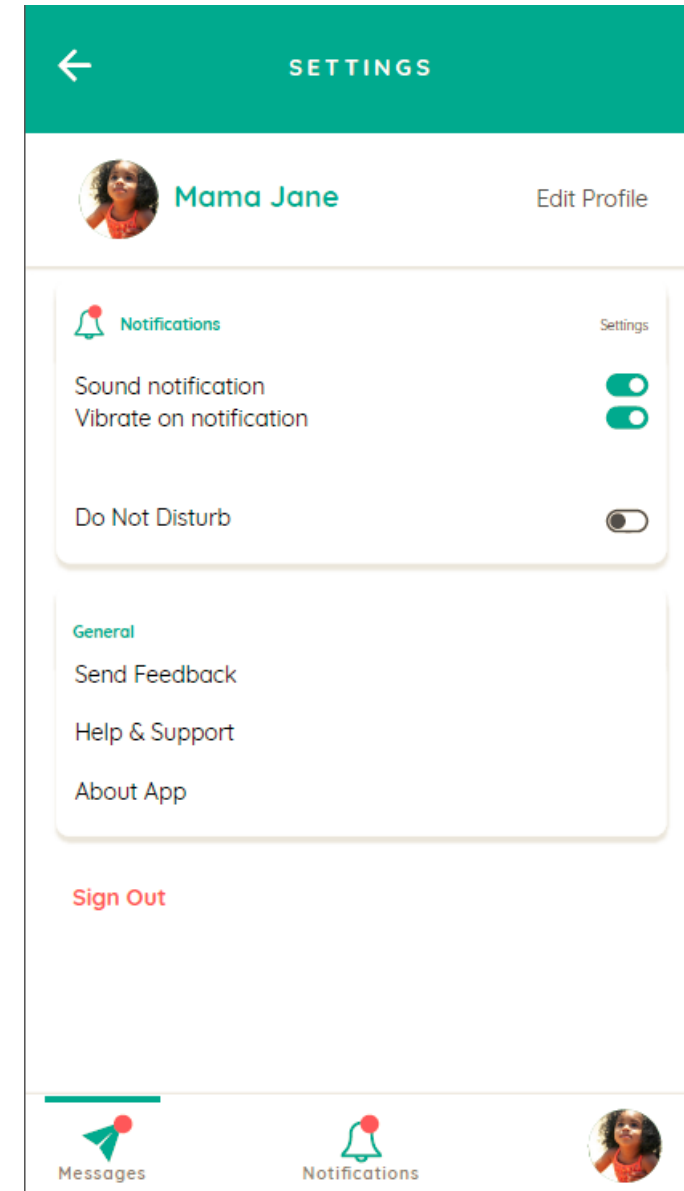 SETTINGS
Mama Jane
Edit Profile
Notifications
Settings
Sound notification
Vibrate on notification
Do Not Disturb
General
Send Feedback
Help & Support
About App
Sign Out
Messages
Notifications